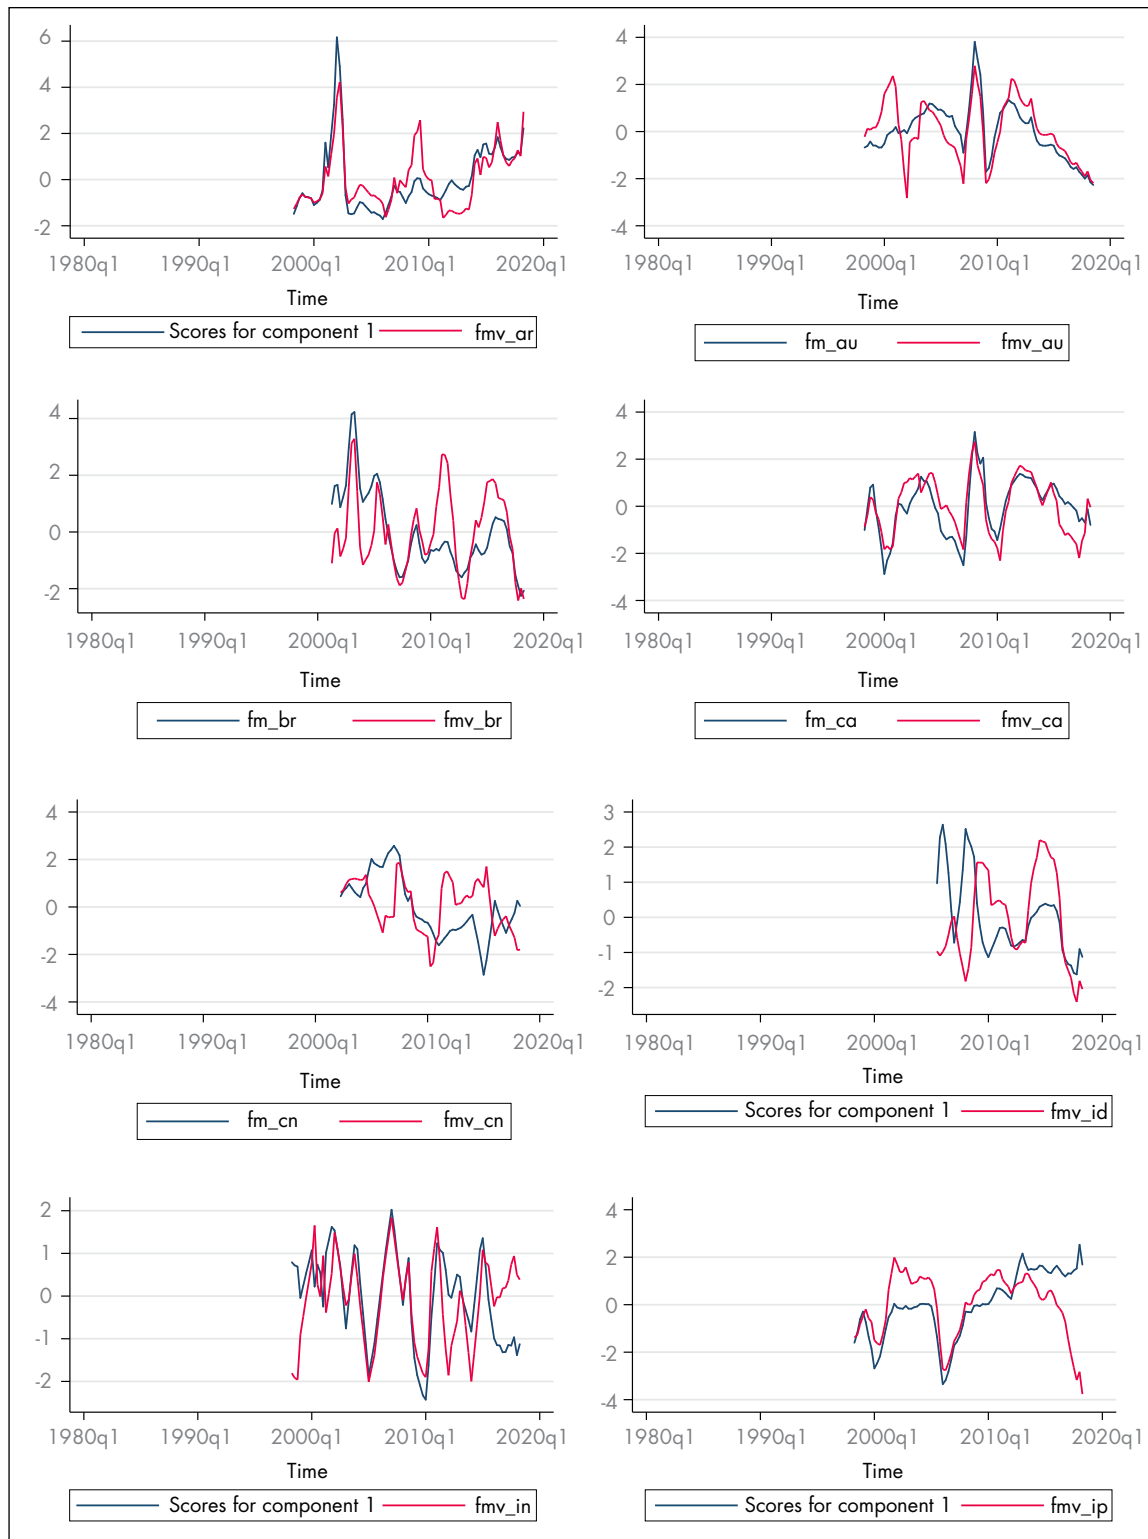 6
4
2
0
-2
1980q1 1990q1 2000q1 2010q1 2020q1
Time
Scores for component 1 fmv_ar
4
2
0
-2
-4
1980q1 1990q1 2000q1 2010q1 2020q1
Time
fm_au fmv_au
4
2
0
-2
1980q1 1990q1 2000q1 2010q1 2020q1
Time
fm_br fmv_br
4
2
0
-2
-4
1980q1 1990q1 2000q1 2010q1 2020q1
Time
fm_ca fmv_ca
4
2
0
-2
-4
1980q1 1990q1 2000q1 2010q1 2020q1
Time
fm_cn fmv_cn
3
2
1
0
-1
-2
1980q1 1990q1 2000q1 2010q1 2020q1
Time
Scores for component 1 fmv_id
2
1
0
-1
-2
1980q1 1990q1 2000q1 2010q1 2020q1
Time
Scores for component 1 fmv_in
4
2
0
-2
-4
1980q1 1990q1 2000q1 2010q1 2020q1
Time
Scores for component 1 fmv_ip